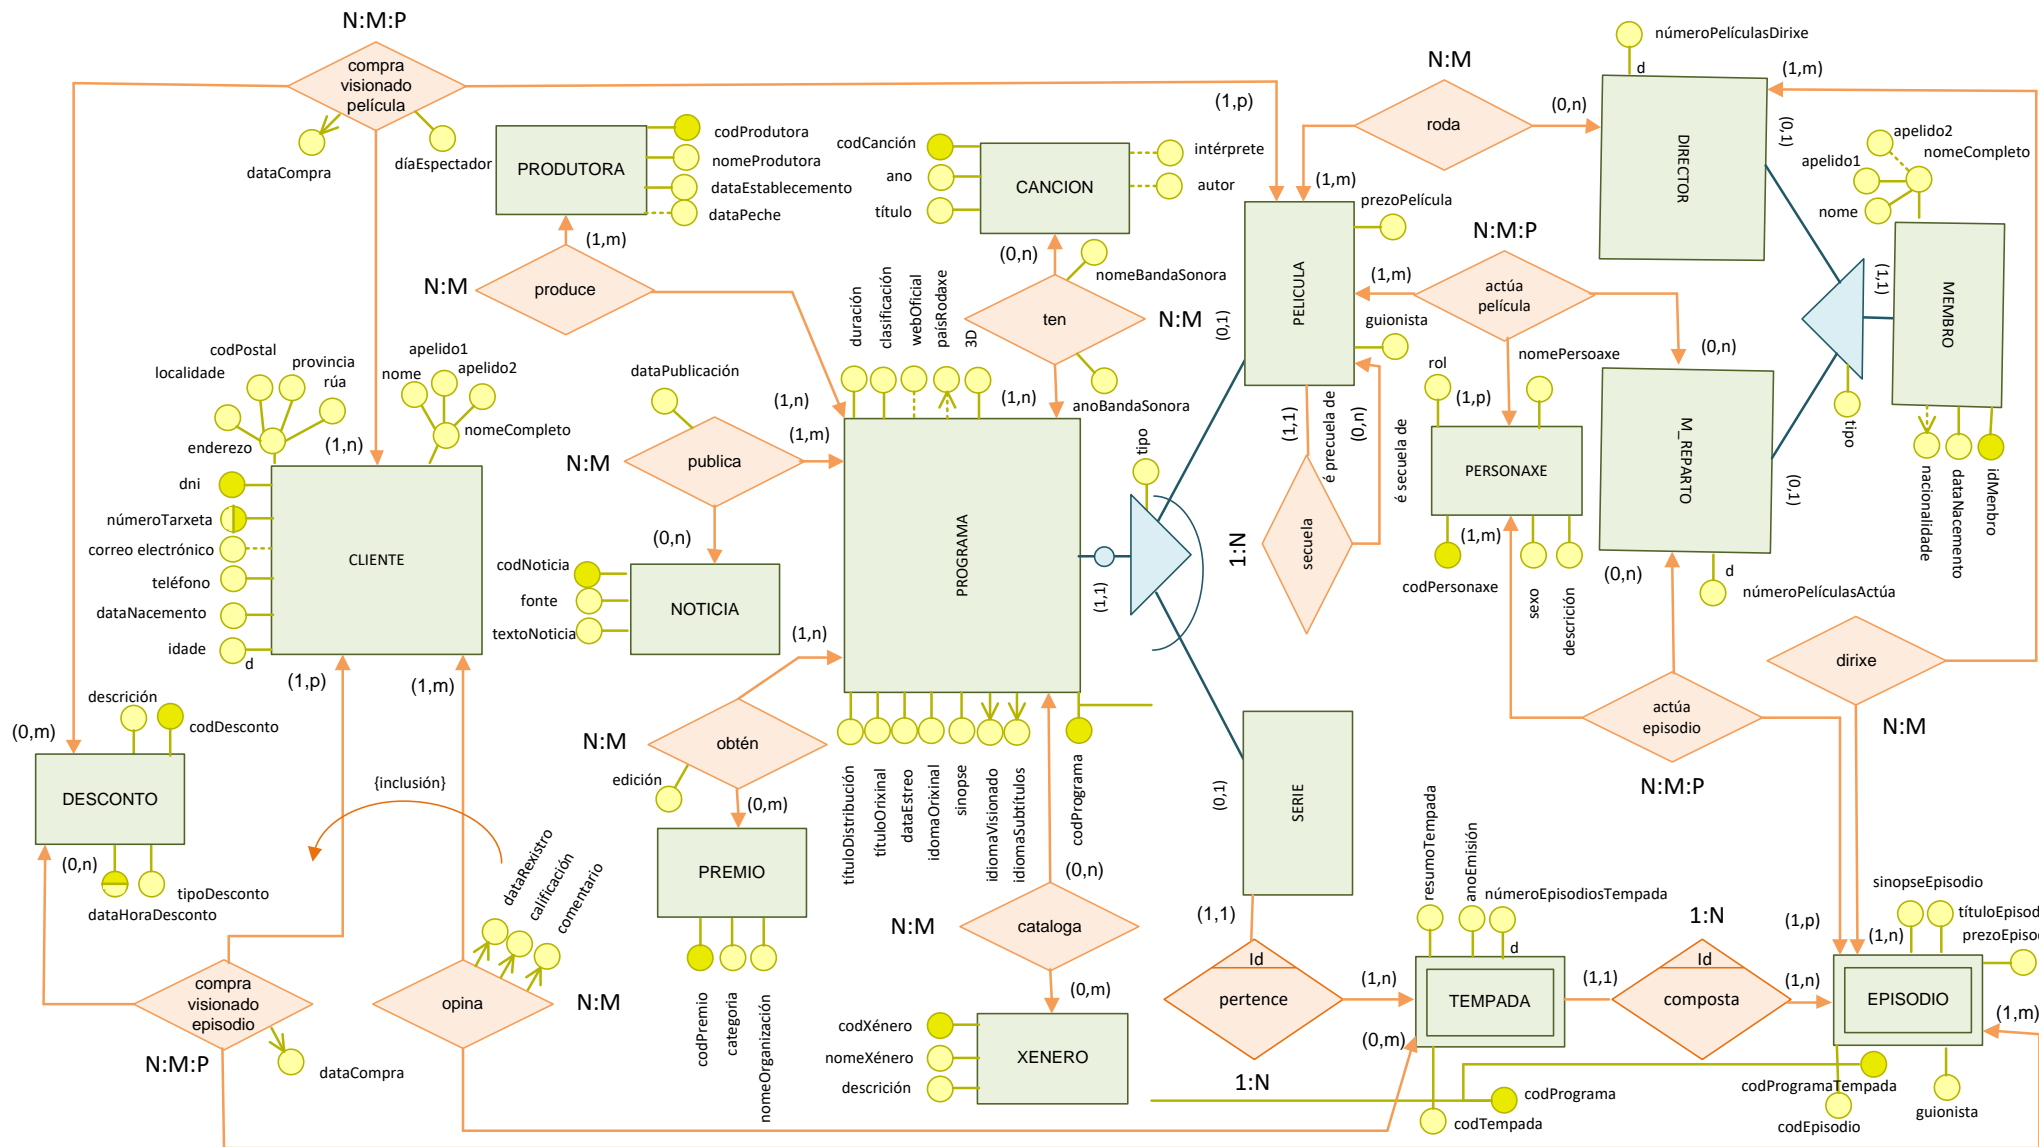 N:M:P
compra
visionado
película
dataCompra
díaEspectador
PRODUTORA
codProdutora
nomeProdutora
dataEstablecemento
dataPeche
(1,m)
N:M
produce
codCanción
ano
título
CANCION
intérprete
autor
(0,n)
nomeBandaSonora
ten
N:M
anoBandaSonora
(1,n)
(1,p)
N:M
roda
(0,n)
(1,m)
númeroPelículasDirixe
d
DIRECTOR
(1,m)
(0,1)
apelido2
nomeCompleto
apelido1
nome
MEMBRO
(1,1)
tipo
nacionalidade
dataNacemento
idMembro
prezoPelícula
PELICULA
(0,1)
guionista
N:M:P
(1,m)
actúa
película
(0,n)
(1,p)
rol
nomePersoaxe
PERSONAXE
(1,m)
codPersonaxe
sexo
descrición
M_REPARTO
(0,1)
(0,n)
d
númeroPelículasActúa
(1,1)
é precuela de
(0,n)
é secuela de
secuela
1:N
codPostal
provincia
localidade
rúa
enderezo
apelido1
nome
apelido2
nomeCompleto
(1,n)
CLIENTE
dni
númeroTarxeta
correo electrónico
teléfono
dataNacemento
idade
d
(1,p)
(1,m)
dataPublicación
N:M
publica
(1,m)
(0,n)
codNoticia
fonte
textoNoticia
NOTICIA
duración
clasificación
webOficial
paísRodaxe
3D
(1,n)
PROGRAMA
(1,1)
tipo
(1,n)
títuloDistribución
títuloOrixinal
dataEstreo
idiomaOrixinal
sinopse
idiomaVisionado
idiomaSubtítulos
codPrograma
N:M
obtén
edición
(0,m)
PREMIO
codPremio
categoria
nomeOrganización
(0,n)
N:M
cataloga
(0,m)
codXénero
nomeXénero
descrición
XENERO
(0,m)
descrición
codDesconto
DESCONTO
(0,n)
tipoDesconto
dataHoraDesconto
{inclusión}
compra
visionado
episodio
N:M:P
dataCompra
dataRexistro
calificación
comentario
opina
N:M
(0,1)
SERIE
(1,1)
Id
pertence
1:N
(1,n)
resumoTempada
anoEmisión
númeroEpisodiosTempada
d
TEMPADA
(0,m)
(1,1)
codTempada
codPrograma
1:N
Id
composta
(1,n)
dirixe
N:M
actúa
episodio
N:M:P
(1,p)
(1,n)
sinopseEpisodio
títuloEpisod
prezoEpiso
EPISODIO
(1,m)
codProgramaTempada
codEpisodio
guionista